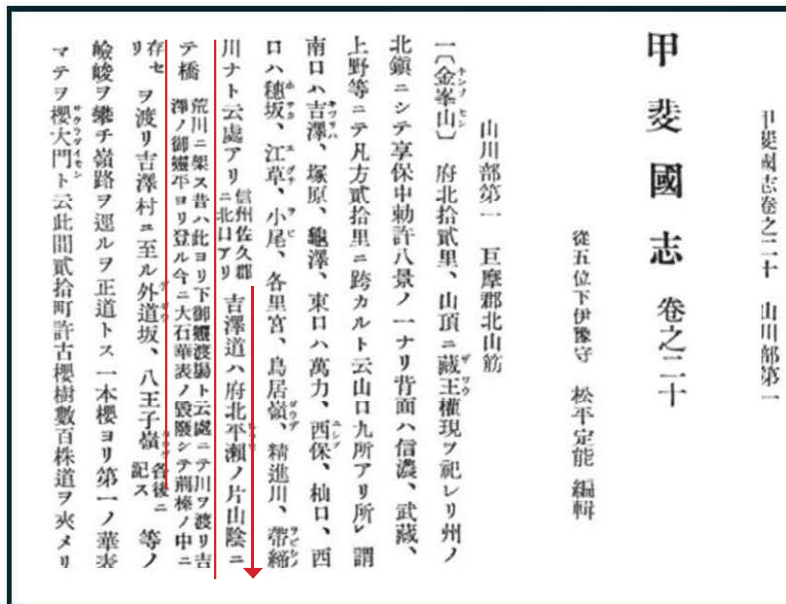 甲斐國志卷之二十 山川部第一
甲斐國志 卷之二十
從五位下伊豫守 松平定能 編輯
山川部第一 巨摩郡北山筋
一〔金峯山〕 府北拾貳里、山頂ニ藏王權現ヲ祀レリ州ノ
北鎭ニシテ享保中勅許八景ノ一ナリ背面ハ信濃、武藏、
上野等ニテ凡方貳拾里ニ跨カルト云山口九所アリ所レ謂
南口ハ吉澤、塚原、龜澤、東口ハ萬力、西保、杣口、西
口ハ穗坂、江草、小尾、各里宮、鳥居嶺、精進川、帶締
川ナト云處アリ 信州佐久郡ニ北口アリ 吉澤道ハ府北平瀬ノ片山陰ニ
テ橋 荒川ニ架ス昔ハ此ヨリ下御嶽渡場ト云處ニテ川ヲ渡リ吉澤ノ御嶽平ヨリ登ル今ニ大石華表ノ毀廢シテ荊榛ノ中ニ
存セリ ヲ渡リ吉澤村ニ至ル外道坂、八王子嶺 各後ニ記ス 等ノ
嶮峻ヲ攀チ嶺路ヲ逕ルヲ正道トス一本櫻ヨリ第一ノ華表
マテヲ櫻大門ト云此間貳拾町許古櫻樹數百株道ヲ夾メリ